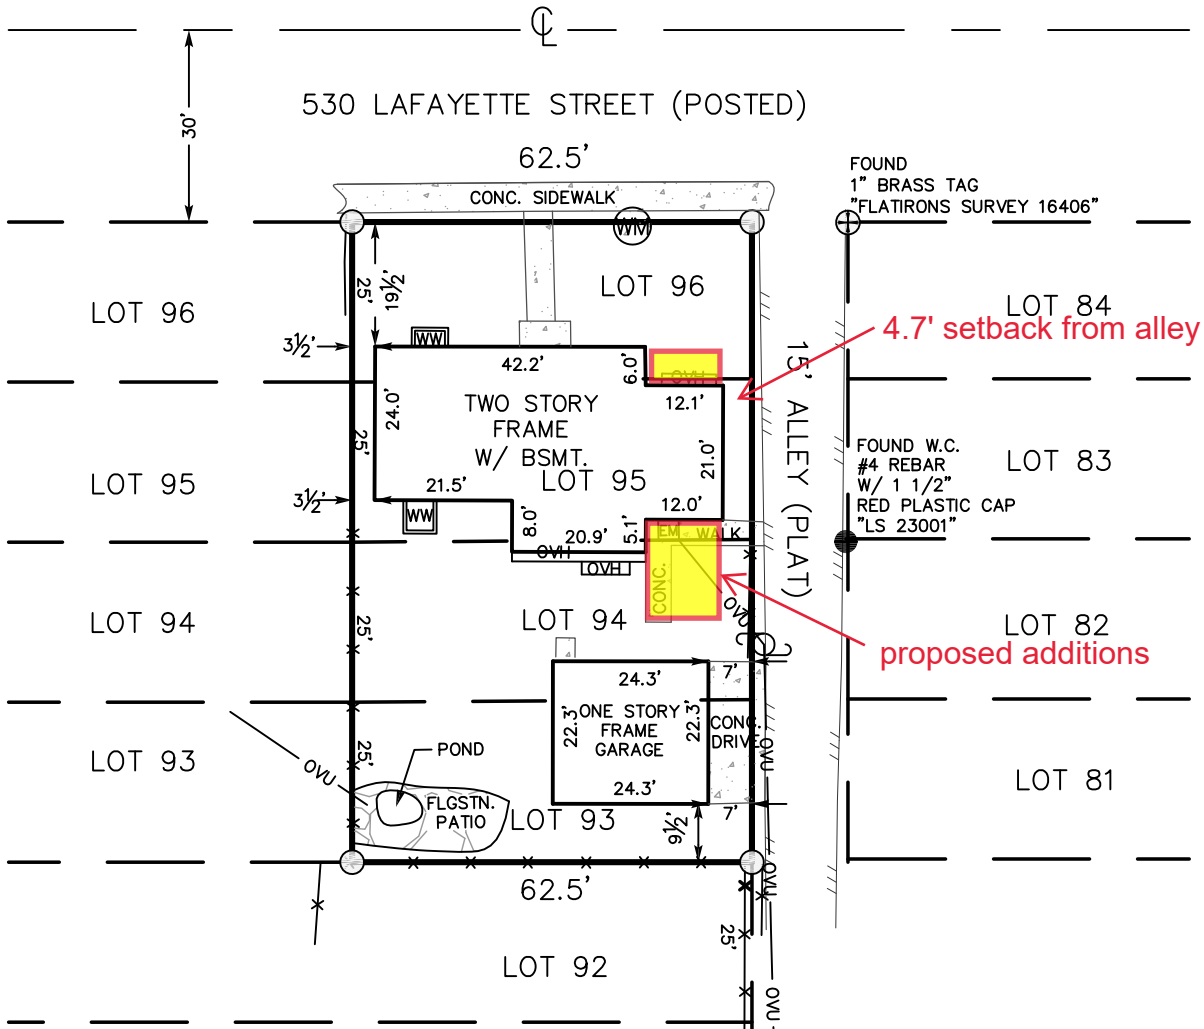 ℄
530 LAFAYETTE STREET (POSTED)
30'
62.5'
CONC. SIDEWALK
WM
FOUND
1" BRASS TAG
"FLATIRONS SURVEY 16406"
LOT 96
25'
19½'
LOT 96
LOT 84
4.7' setback from alley
3½'
WW
42.2'
6.0'
OVH
12.1'
15' ALLEY (PLAT)
24.0'
TWO STORY
FRAME
W/ BSMT.
25'
21.0'
LOT 95
LOT 95
LOT 83
FOUND W.C.
#4 REBAR
W/ 1 1/2"
RED PLASTIC CAP
"LS 23001"
3½'
21.5'
WW
8.0'
20.9'
5.1'
12.0'
EM
WALK
OVH
OVH
CONC.
OVU
LOT 94
25'
LOT 94
LOT 82
proposed additions
24.3'
7'
22.3'
ONE STORY
FRAME
GARAGE
22.3'
CONC.
DRIVE
OVU
LOT 93
25'
POND
OVU
FLGSTN.
PATIO
24.3'
7'
LOT 93
9½'
LOT 81
62.5'
OVU
25'
LOT 92
OVU